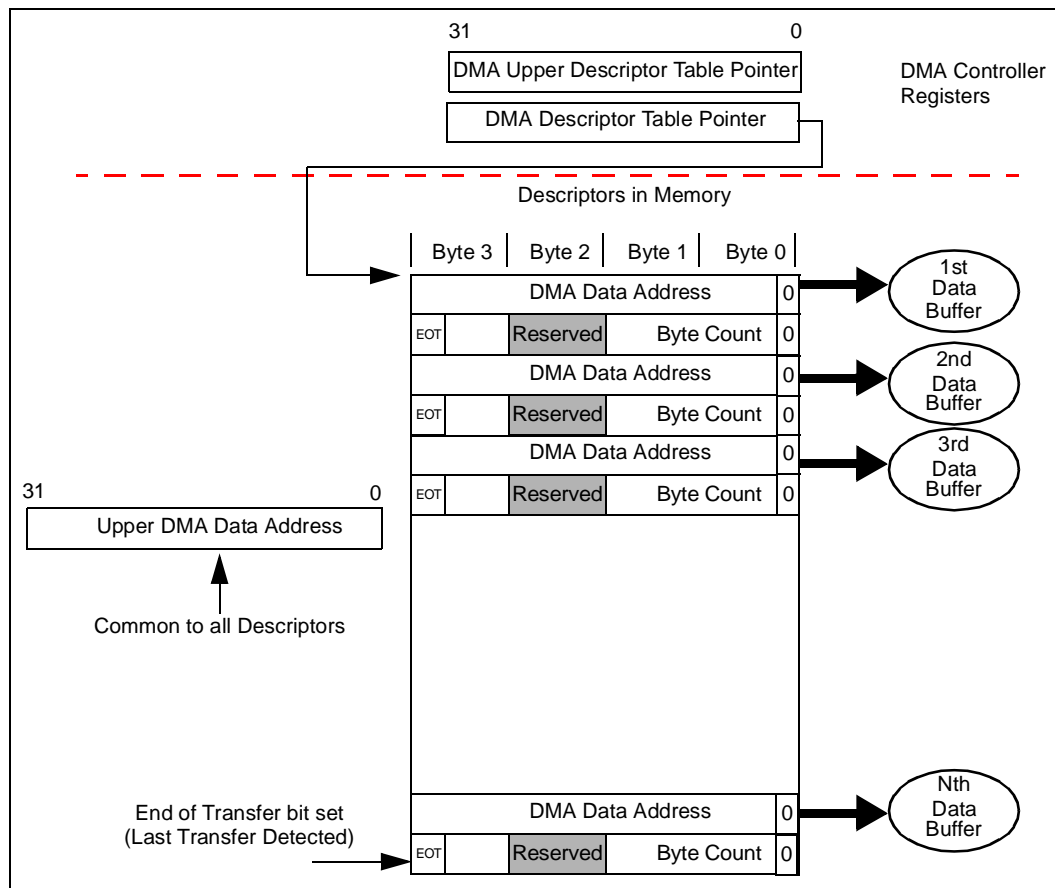 31 0
DMA Upper Descriptor Table Pointer
DMA Controller
Registers
DMA Descriptor Table Pointer
Descriptors in Memory
Byte 3 Byte 2 Byte 1 Byte 0
DMA Data Address 0
1st
Data
Buffer
EOT Reserved Byte Count 0
DMA Data Address 0
2nd
Data
Buffer
EOT Reserved Byte Count 0
DMA Data Address 0
3rd
Data
Buffer
EOT Reserved Byte Count 0
31 0
Upper DMA Data Address
Common to all Descriptors
DMA Data Address 0
Nth
Data
Buffer
End of Transfer bit set
(Last Transfer Detected)
EOT Reserved Byte Count 0